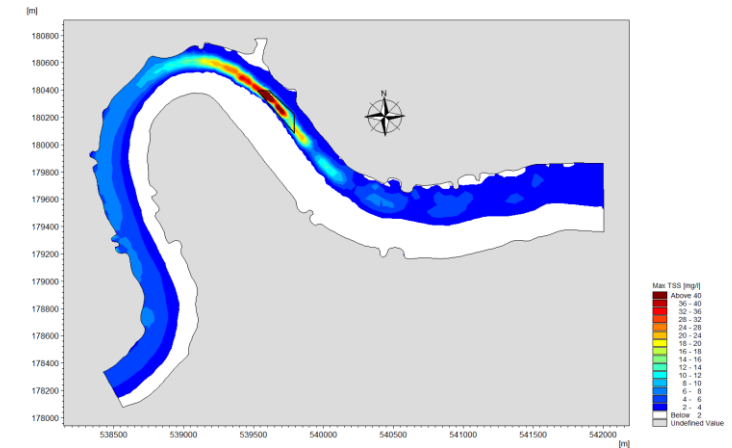 [m]
180800
180600
180400
180200
180000
179800
179600
179400
179200
179000
178800
178600
178400
178200
178000
N
538500 539000 539500 540000 540500 541000 541500 542000
[m]
Max TSS [mg/l]
Above 40
36 - 40
32 - 36
28 - 32
24 - 28
20 - 24
18 - 20
16 - 18
14 - 16
12 - 14
10 - 12
8 - 10
6 - 8
4 - 6
2 - 4
Below 2
Undefined Value